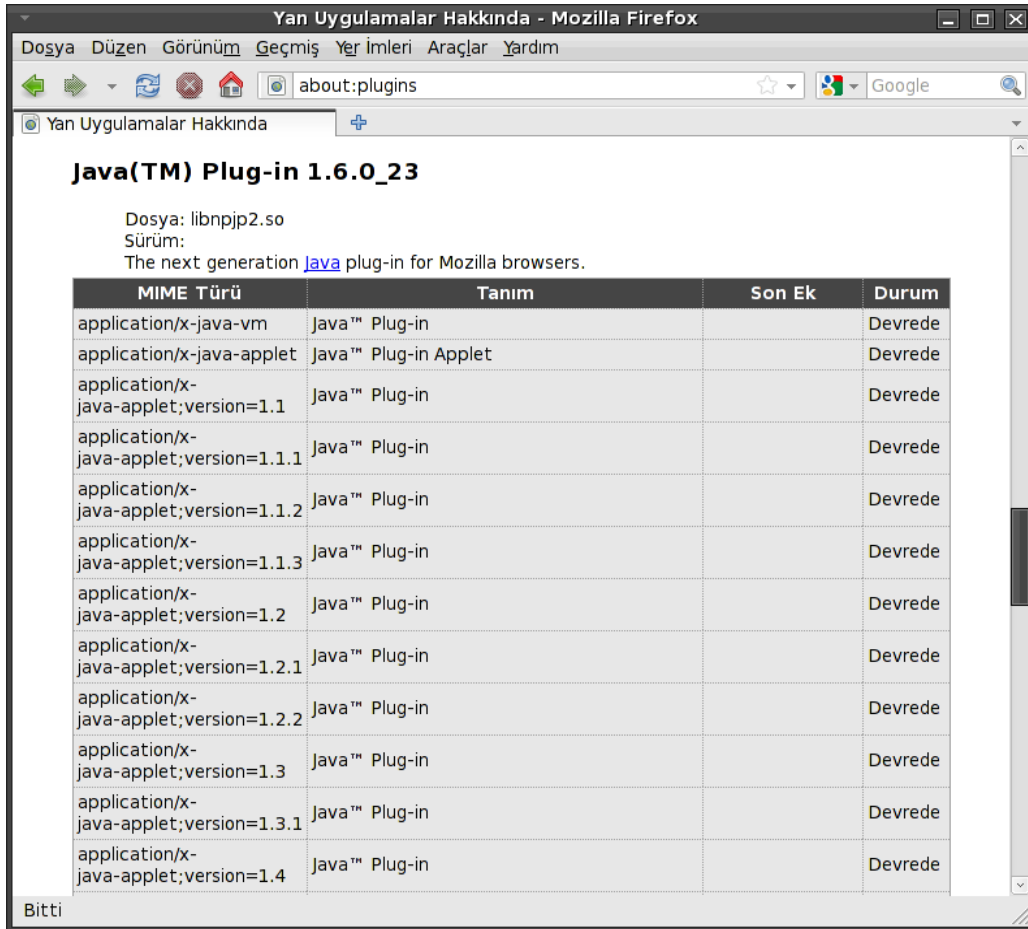 Yan Uygulamalar Hakkında - Mozilla Firefox
Dosya Düzen Görünüm Geçmiş Yer İmleri Araçlar Yardım
about:plugins Google
Yan Uygulamalar Hakkında
Java(TM) Plug-in 1.6.0_23
Dosya: libnpjp2.so
Sürüm:
The next generation Java plug-in for Mozilla browsers.
MIME Türü Tanım Son Ek Durum
application/x-java-vm Java™ Plug-in Devrede
application/x-java-applet Java™ Plug-in Applet Devrede
application/x-
java-applet;version=1.1 Java™ Plug-in Devrede
application/x-
java-applet;version=1.1.1 Java™ Plug-in Devrede
application/x-
java-applet;version=1.1.2 Java™ Plug-in Devrede
application/x-
java-applet;version=1.1.3 Java™ Plug-in Devrede
application/x-
java-applet;version=1.2 Java™ Plug-in Devrede
application/x-
java-applet;version=1.2.1 Java™ Plug-in Devrede
application/x-
java-applet;version=1.2.2 Java™ Plug-in Devrede
application/x-
java-applet;version=1.3 Java™ Plug-in Devrede
application/x-
java-applet;version=1.3.1 Java™ Plug-in Devrede
application/x-
java-applet;version=1.4 Java™ Plug-in Devrede
Bitti